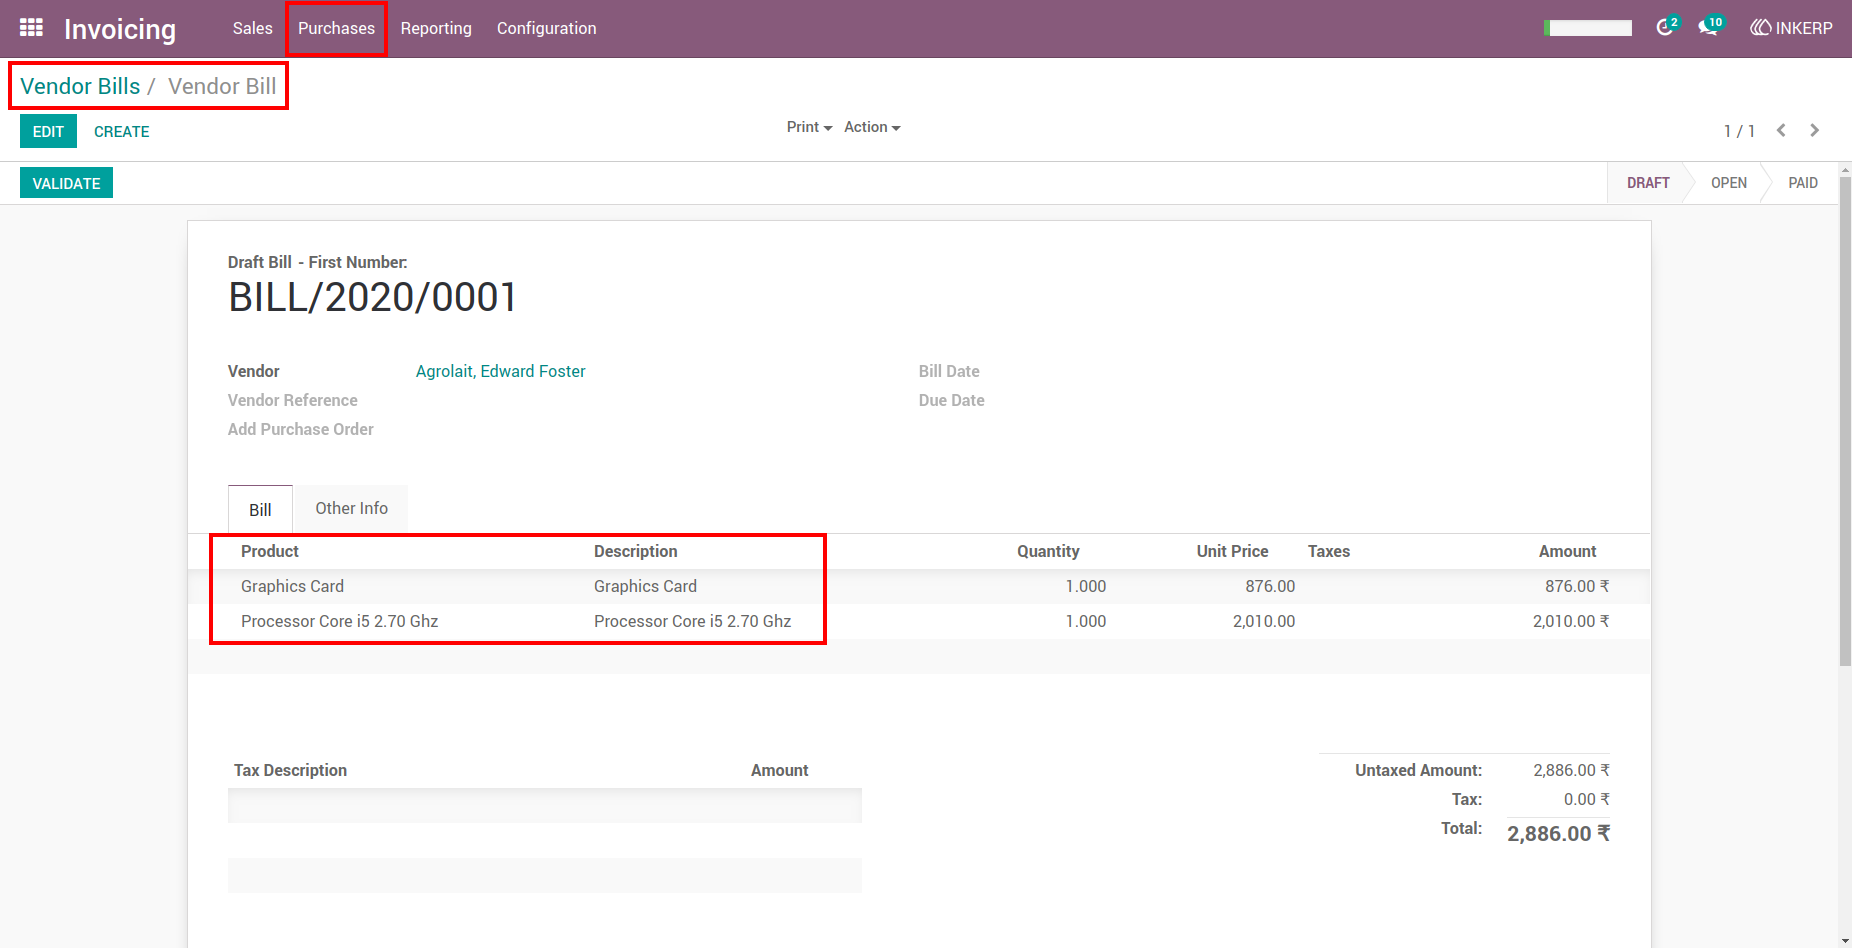 Invoicing Sales Purchases Reporting Configuration 2 10 INKERP
Vendor Bills / Vendor Bill
EDIT CREATE Print Action 1 / 1
VALIDATE DRAFT OPEN PAID
Draft Bill - First Number:
BILL/2020/0001
Vendor Agrolait, Edward Foster Bill Date
Vendor Reference Due Date
Add Purchase Order
Bill Other Info
Product Description Quantity Unit Price Taxes Amount
Graphics Card Graphics Card 1.000 876.00 876.00 ₹
Processor Core i5 2.70 Ghz Processor Core i5 2.70 Ghz 1.000 2,010.00 2,010.00 ₹
Tax Description Amount Untaxed Amount: 2,886.00 ₹
Tax: 0.00 ₹
Total: 2,886.00 ₹